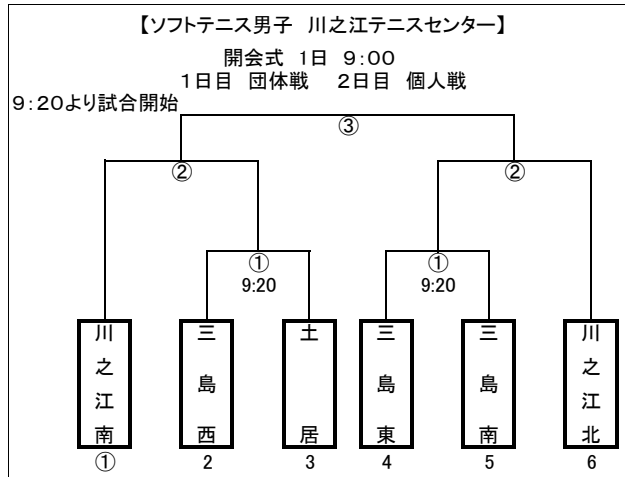 【ソフトテニス男子 川之江テニスセンター】
開会式 1日 9:00
1日目 団体戦 2日目 個人戦
9:20より試合開始
③
② ②
① ①
9:20 9:20
川之江南 三島西 土居 三島東 三島南 川之江北
① 2 3 4 5 6